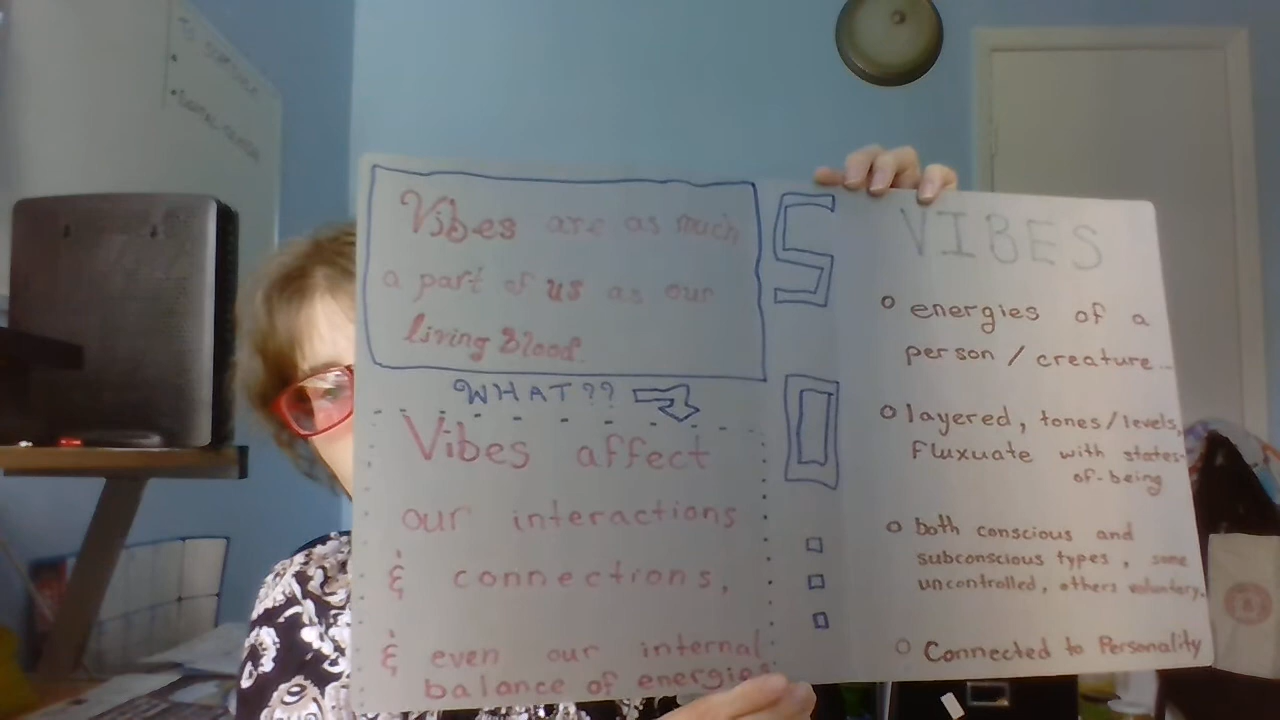 Vibes are as much
a part of us as our
living Blood.
WHAT??
Vibes affect
our interactions
& connections,
& even our internal
balance of energies
SO
VIBES
energies of a
person / creature...
layered, tones/levels,
Fluxuate with states-
of-being
both conscious and
subconscious types, some
uncontrolled, others voluntary.
Connected to Personality